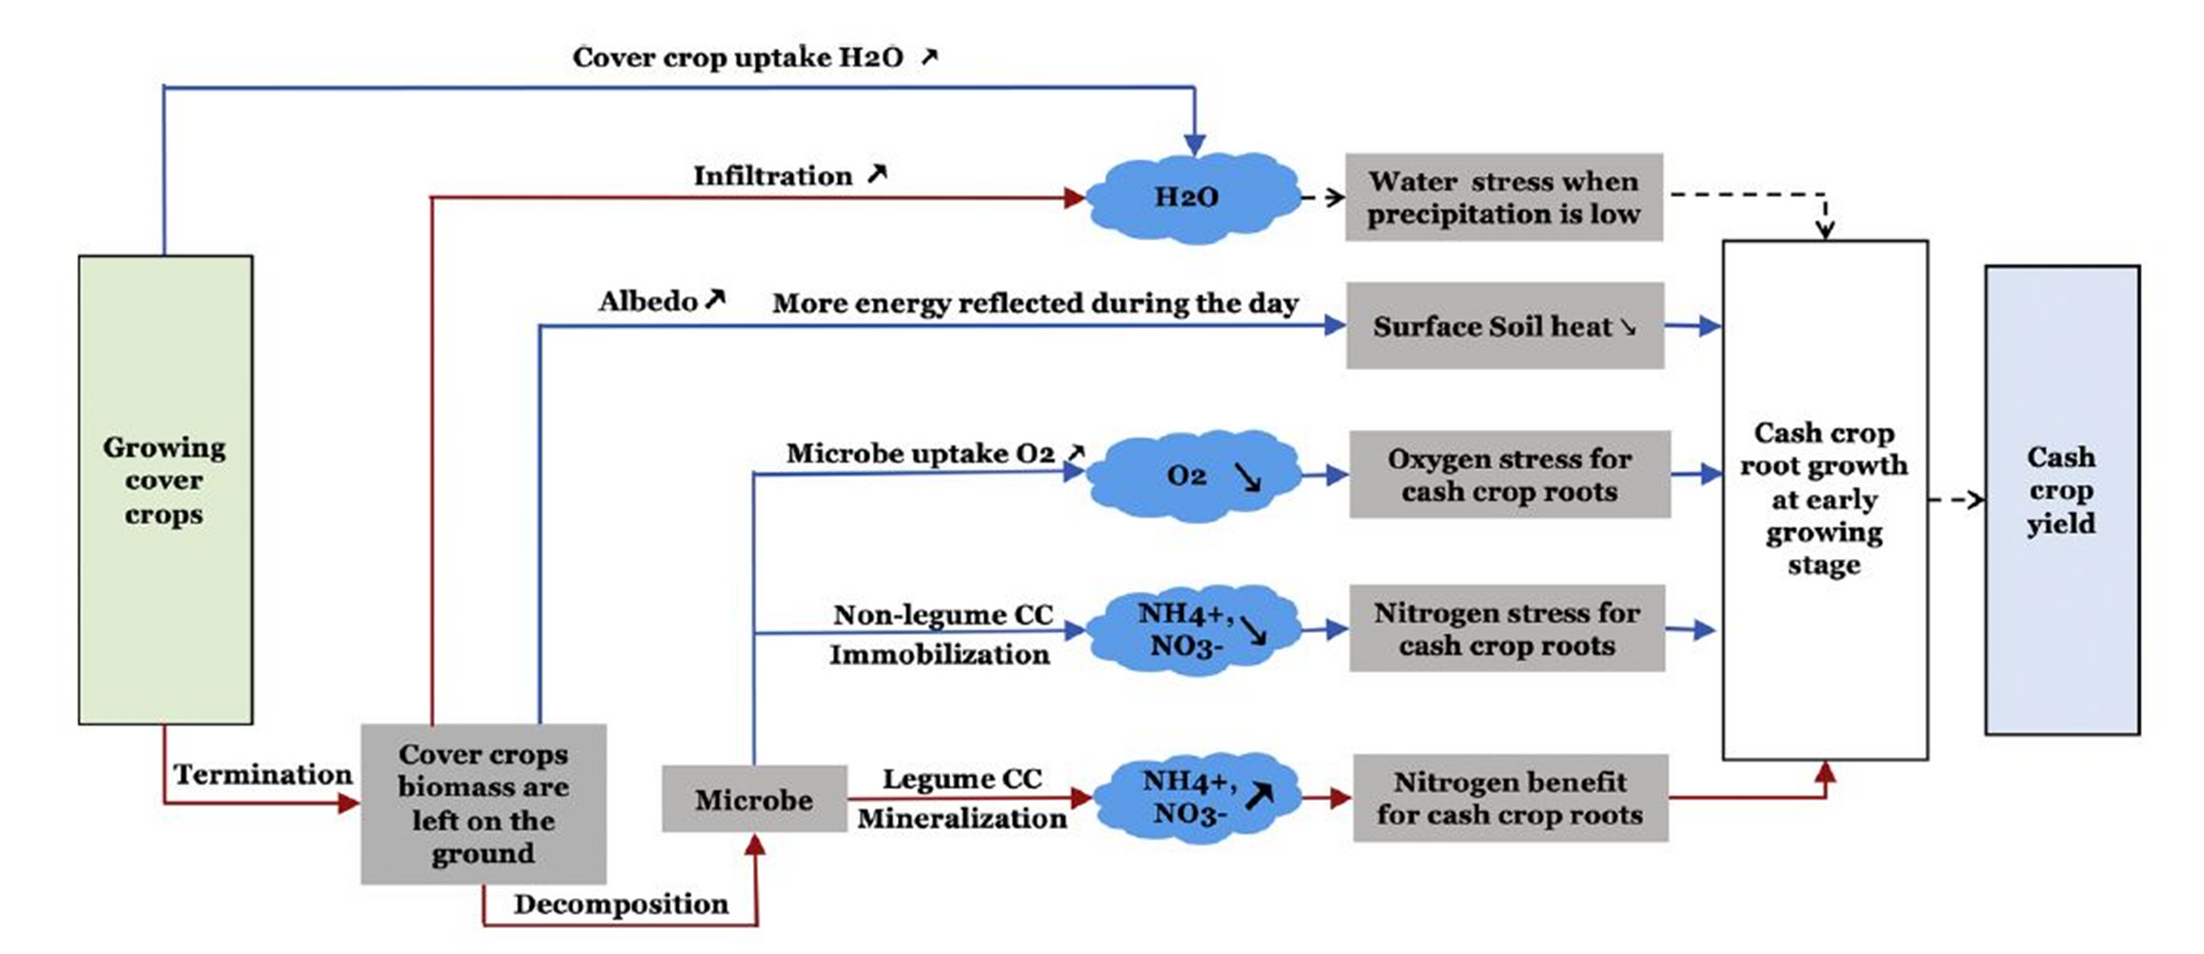 Cover crop uptake H2O ↗
Infiltration ↗
H2O
Water stress when
precipitation is low
Albedo ↗ More energy reflected during the day
Surface Soil heat ↘
Growing
cover
crops
Microbe uptake O2 ↗
O2 ↘
Oxygen stress for
cash crop roots
Non-legume CC
Immobilization
NH4+, ↘
NO3-
Nitrogen stress for
cash crop roots
Cash crop
root growth
at early
growing
stage
Cash
crop
yield
Termination
Cover crops
biomass are
left on the
ground
Decomposition
Microbe
Legume CC
Mineralization
NH4+, ↗
NO3-
Nitrogen benefit
for cash crop roots